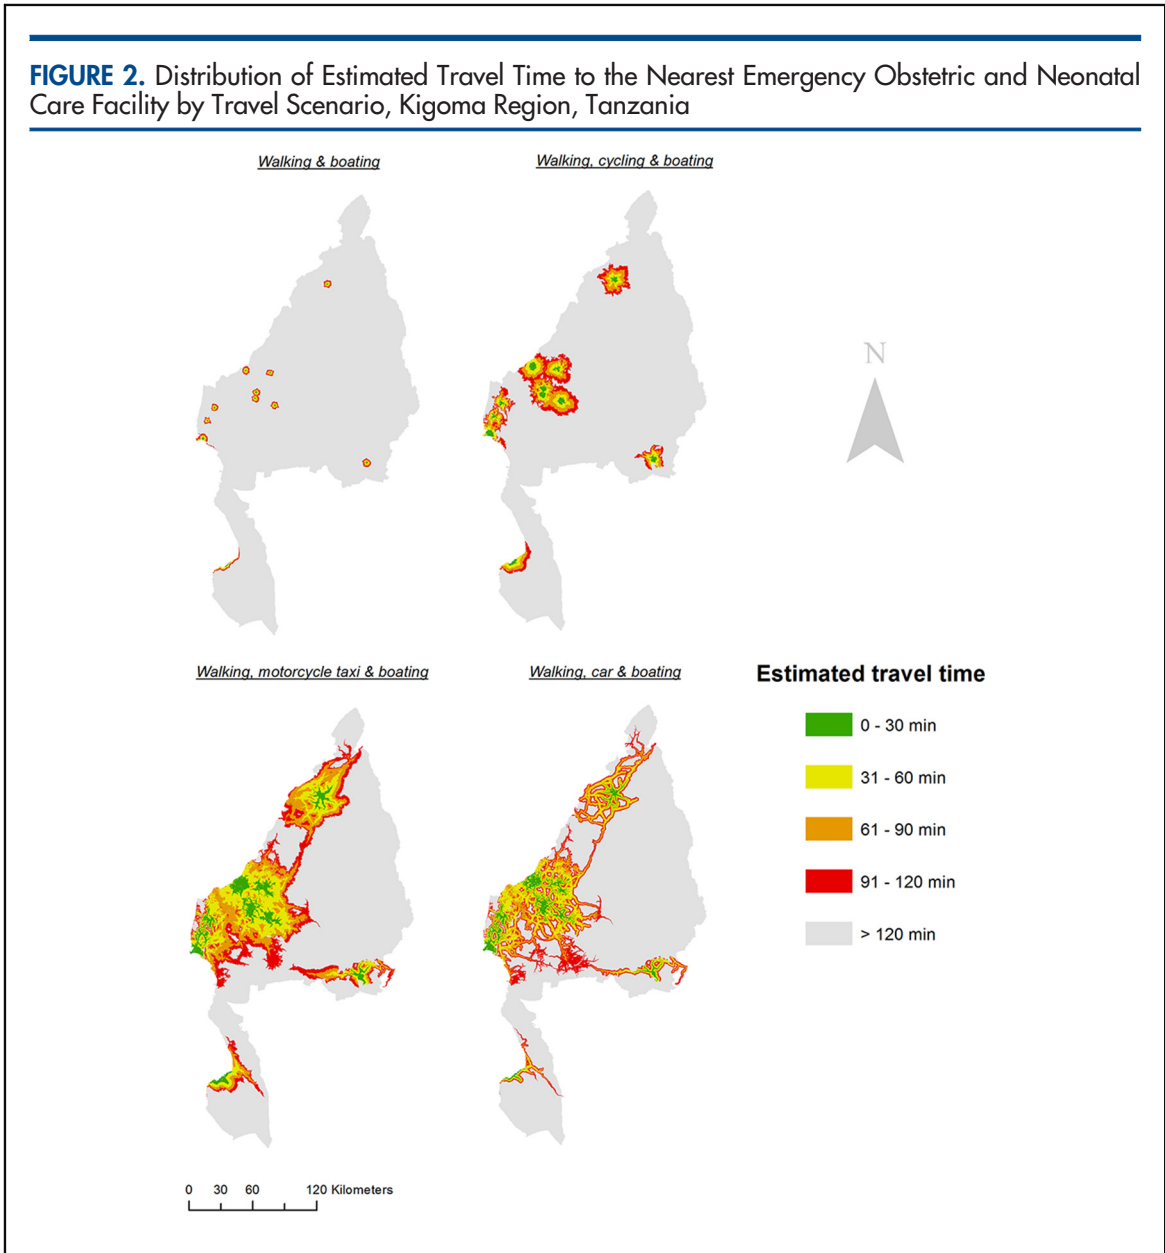 FIGURE 2. Distribution of Estimated Travel Time to the Nearest Emergency Obstetric and Neonatal
Care Facility by Travel Scenario, Kigoma Region, Tanzania
Walking & boating
Walking, cycling & boating
N
Walking, motorcycle taxi & boating
Walking, car & boating
Estimated travel time
0 - 30 min
31 - 60 min
61 - 90 min
91 - 120 min
> 120 min
0 30 60 120 Kilometers